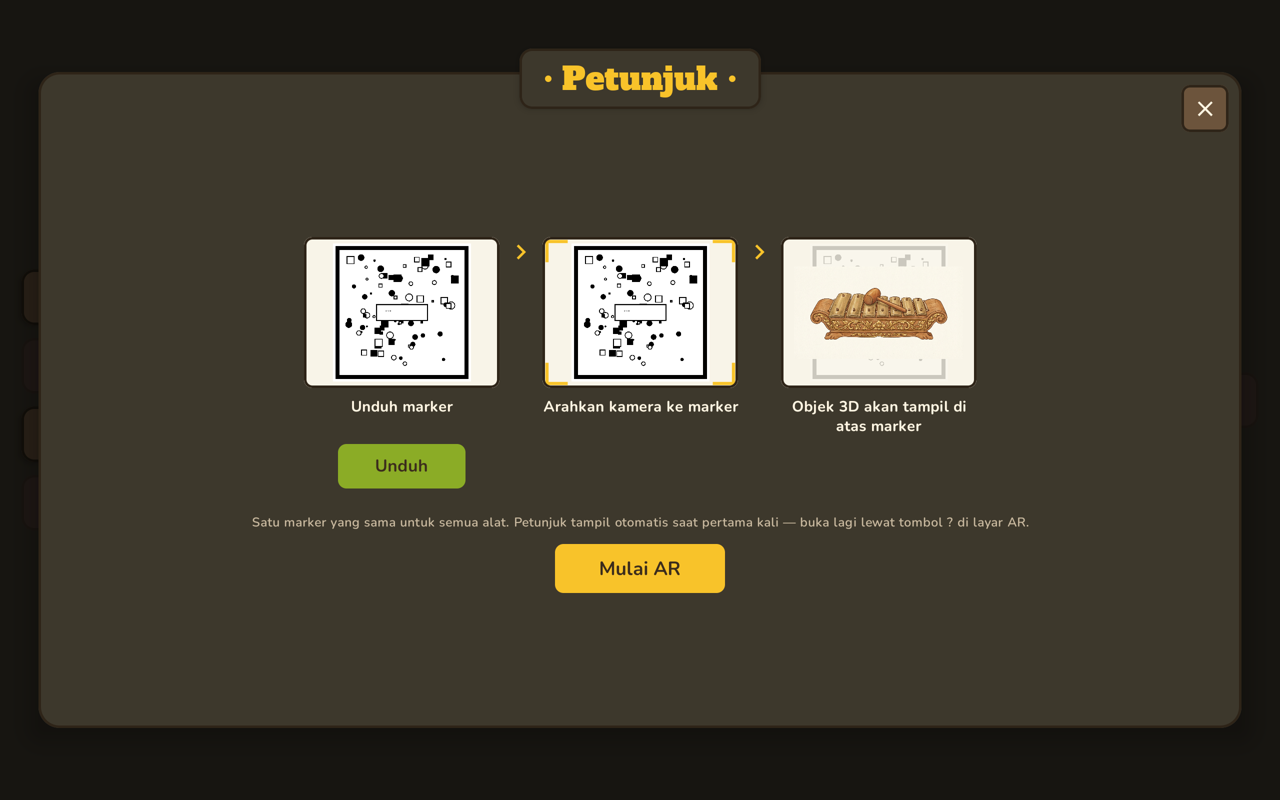 • Petunjuk •
Unduh marker
Arahkan kamera ke marker
Objek 3D akan tampil di
atas marker
Unduh
Satu marker yang sama untuk semua alat. Petunjuk tampil otomatis saat pertama kali — buka lagi lewat tombol ? di layar AR.
Mulai AR